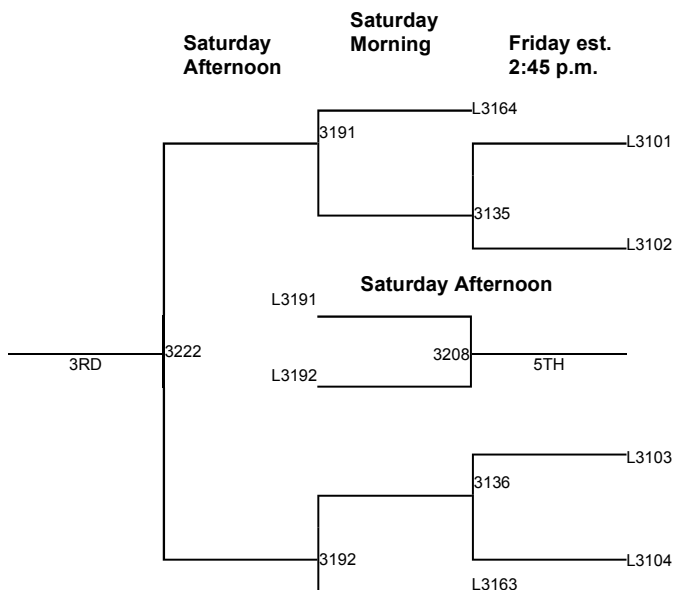 Saturday
Afternoon
Saturday
Morning
Friday est.
2:45 p.m.
L3164
3191
L3101
3135
L3102
Saturday Afternoon
L3191
3222
3208
3RD
5TH
L3192
L3103
3136
3192
L3104
L3163